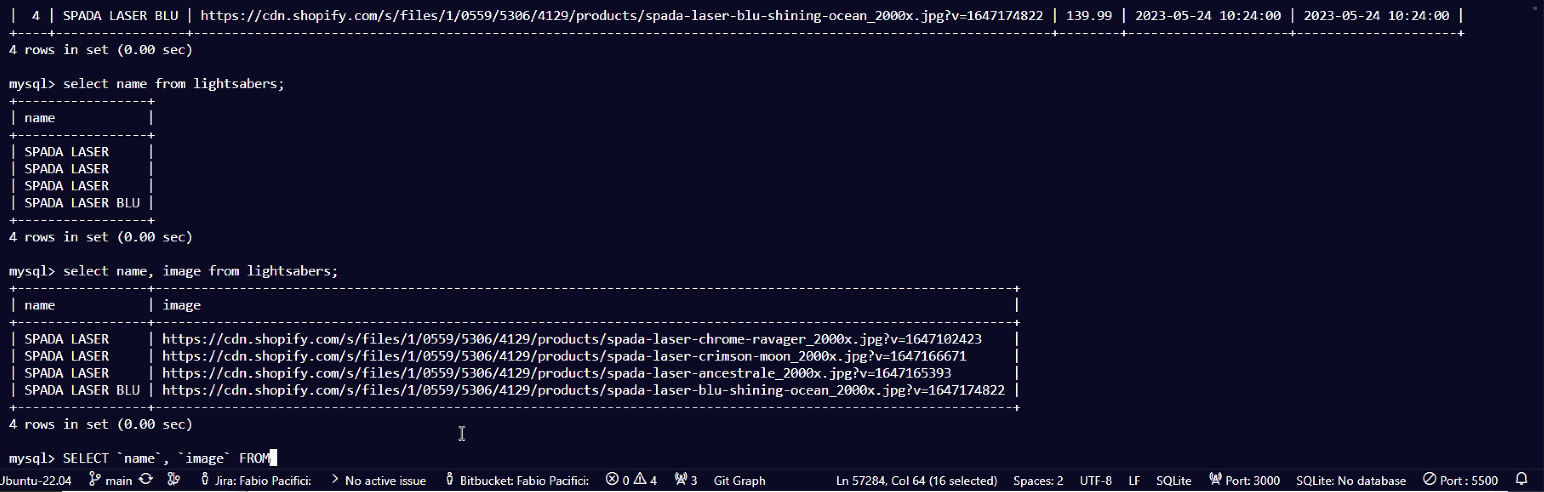 |  4 | SPADA LASER BLU | https://cdn.shopify.com/s/files/1/0559/5306/4129/products/spada-laser-blu-shining-ocean_2000x.jpg?v=1647174822 | 139.99 | 2023-05-24 10:24:00 | 2023-05-24 10:24:00 |
4 rows in set (0.00 sec)
mysql> select name from lightsabers;
| name |
| SPADA LASER |
| SPADA LASER |
| SPADA LASER |
| SPADA LASER BLU |
4 rows in set (0.00 sec)
mysql> select name, image from lightsabers;
| name | image |
| SPADA LASER | https://cdn.shopify.com/s/files/1/0559/5306/4129/products/spada-laser-chrome-ravager_2000x.jpg?v=1647102423 |
| SPADA LASER | https://cdn.shopify.com/s/files/1/0559/5306/4129/products/spada-laser-crimson-moon_2000x.jpg?v=1647166671 |
| SPADA LASER | https://cdn.shopify.com/s/files/1/0559/5306/4129/products/spada-laser-ancestrale_2000x.jpg?v=1647165393 |
| SPADA LASER BLU | https://cdn.shopify.com/s/files/1/0559/5306/4129/products/spada-laser-blu-shining-ocean_2000x.jpg?v=1647174822 |
4 rows in set (0.00 sec)
mysql> SELECT `name`, `image` FROM
Ubuntu-22.04 main Jira: Fabio Pacifici: No active issue Bitbucket: Fabio Pacifici: 0 4 3 Git Graph Ln 57284, Col 64 (16 selected) Spaces: 2 UTF-8 LF SQLite Port: 3000 SQLite: No database Port : 5500